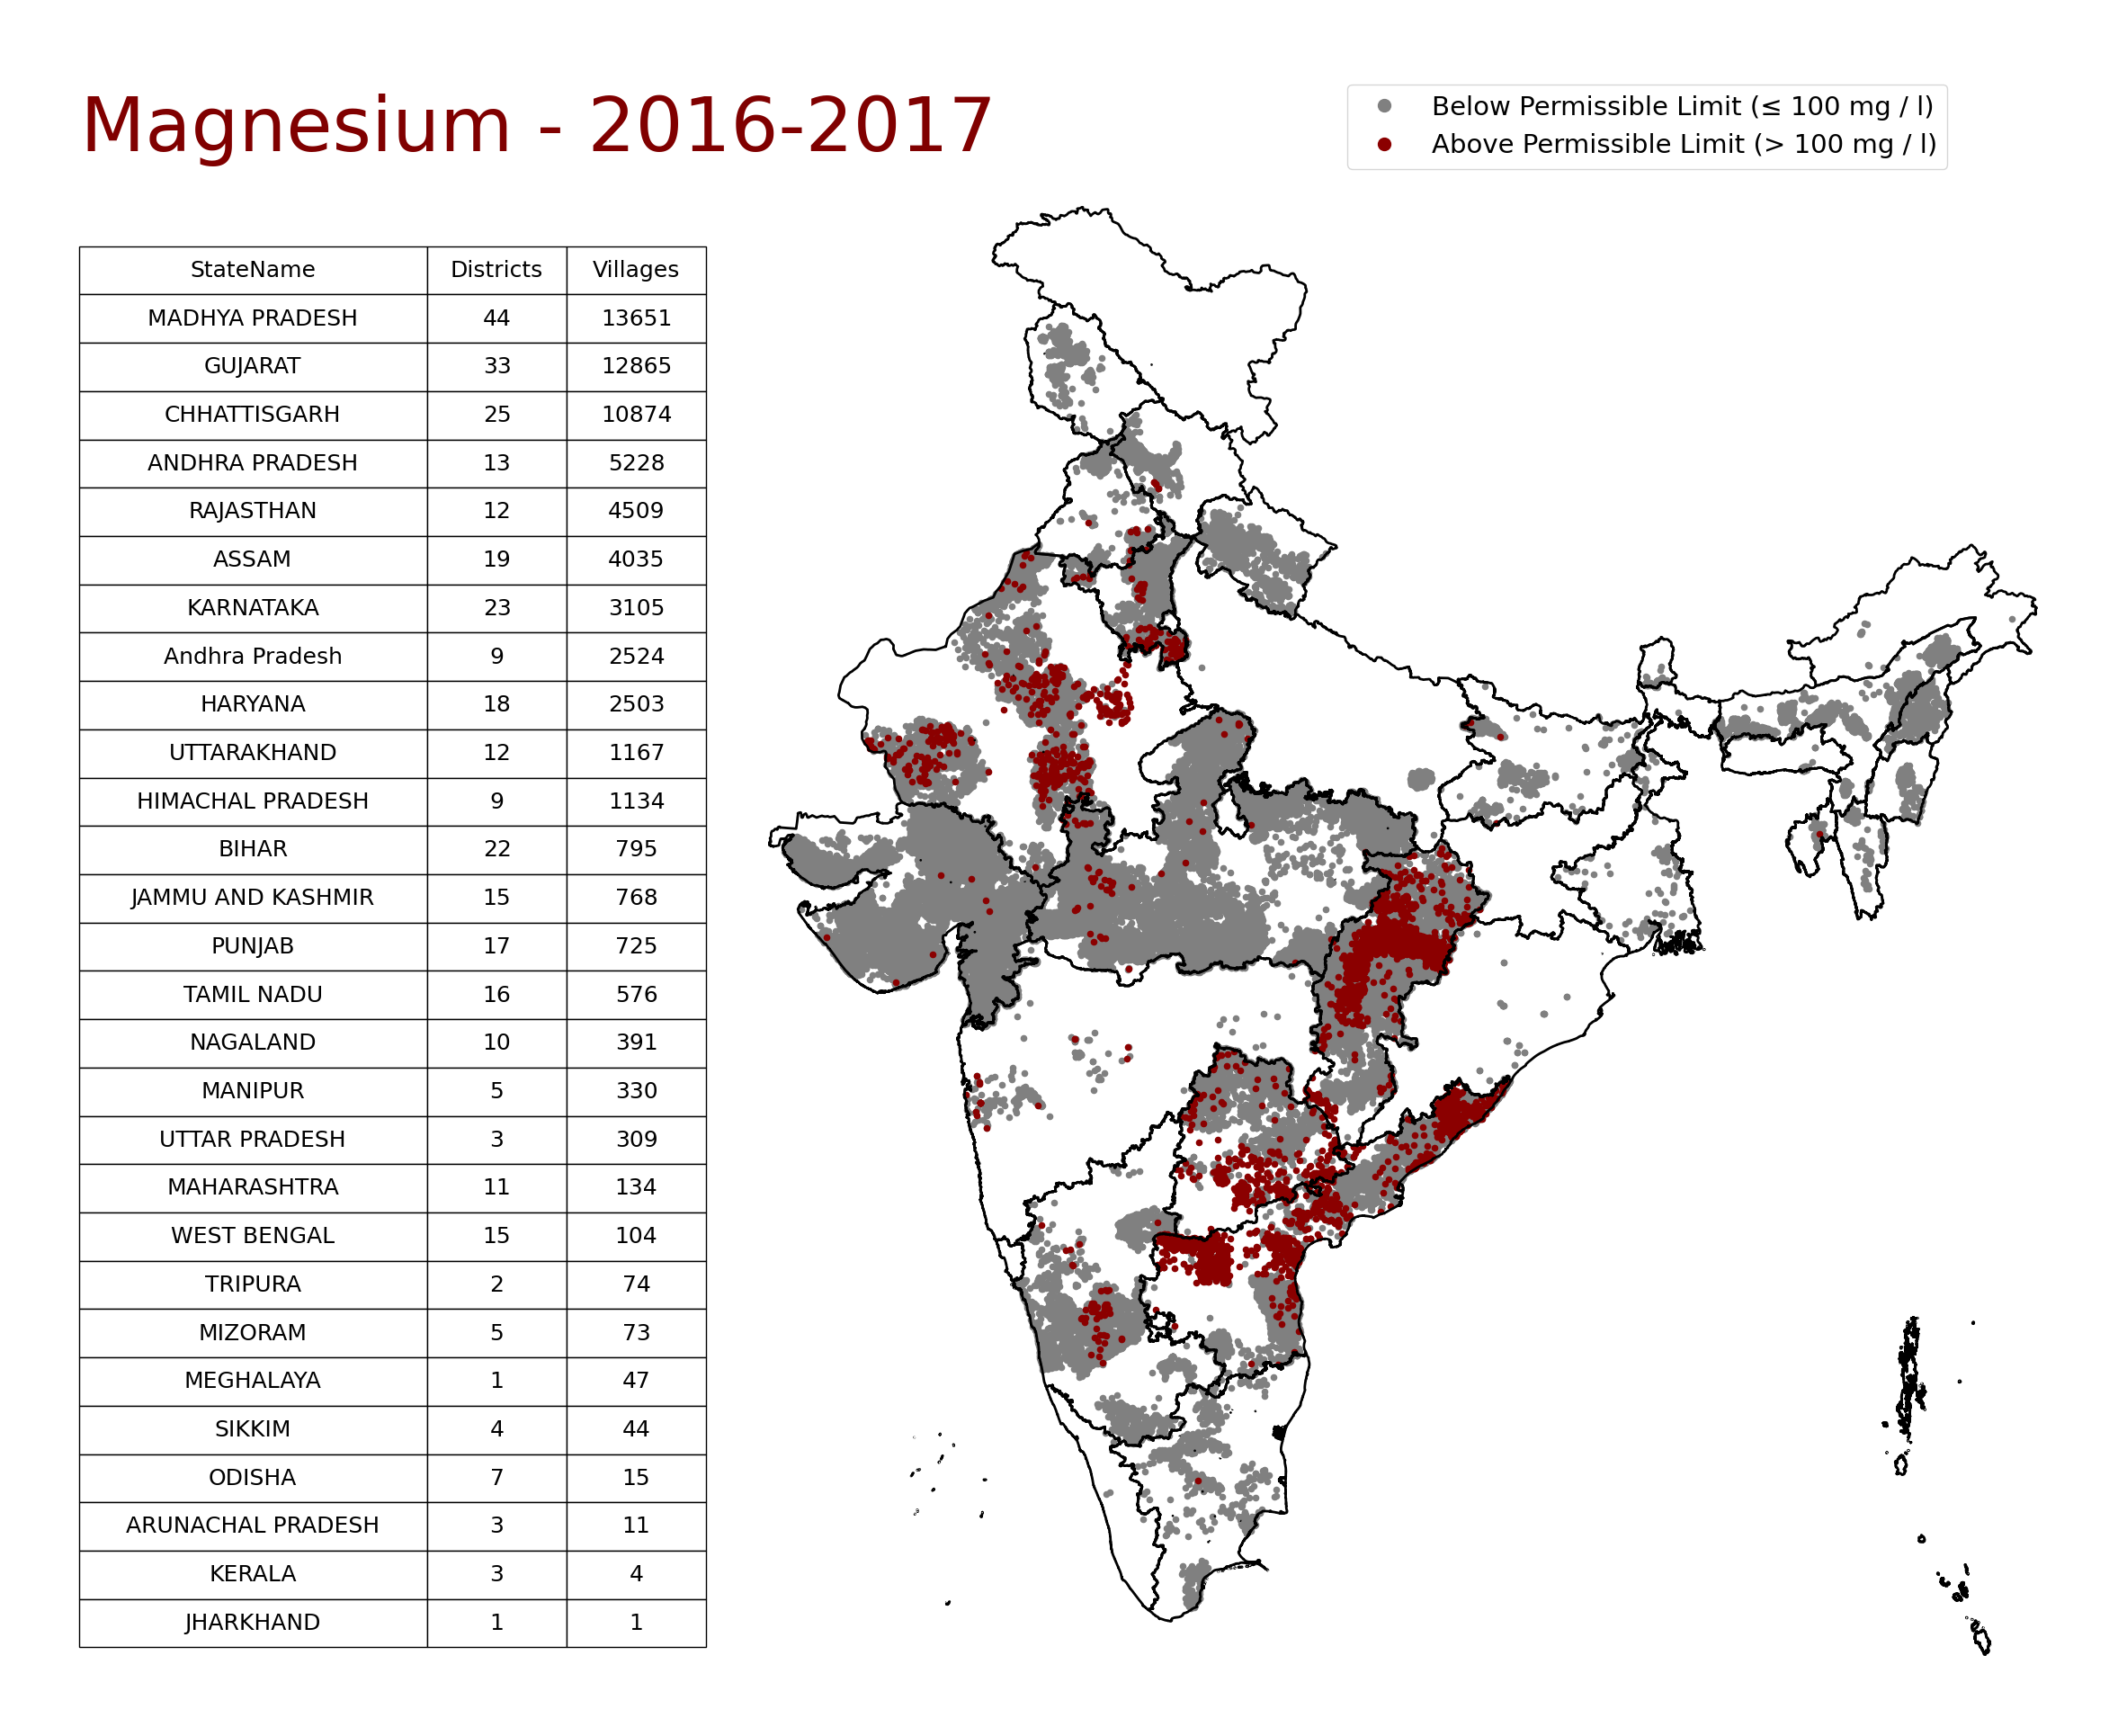 Magnesium - 2016-2017
Below Permissible Limit (≤ 100 mg / l)
Above Permissible Limit (> 100 mg / l)
StateName Districts Villages
MADHYA PRADESH 44 13651
GUJARAT 33 12865
CHHATTISGARH 25 10874
ANDHRA PRADESH 13 5228
RAJASTHAN 12 4509
ASSAM 19 4035
KARNATAKA 23 3105
Andhra Pradesh 9 2524
HARYANA 18 2503
UTTARAKHAND 12 1167
HIMACHAL PRADESH 9 1134
BIHAR 22 795
JAMMU AND KASHMIR 15 768
PUNJAB 17 725
TAMIL NADU 16 576
NAGALAND 10 391
MANIPUR 5 330
UTTAR PRADESH 3 309
MAHARASHTRA 11 134
WEST BENGAL 15 104
TRIPURA 2 74
MIZORAM 5 73
MEGHALAYA 1 47
SIKKIM 4 44
ODISHA 7 15
ARUNACHAL PRADESH 3 11
KERALA 3 4
JHARKHAND 1 1